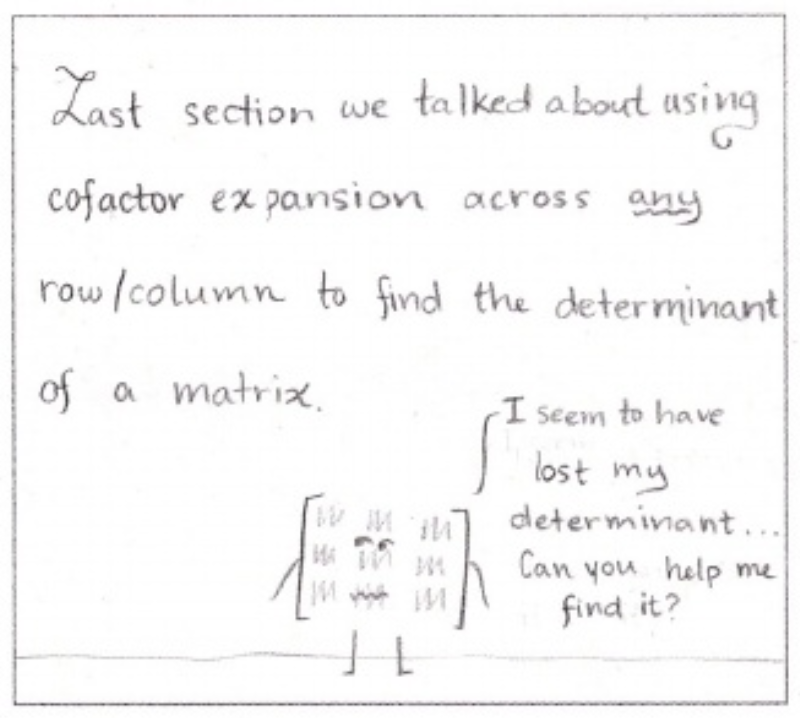 Last section we talked about using
cofactor expansion across any
row/column to find the determinant
of a matrix.
I seem to have
lost my
determinant...
Can you help me
find it?